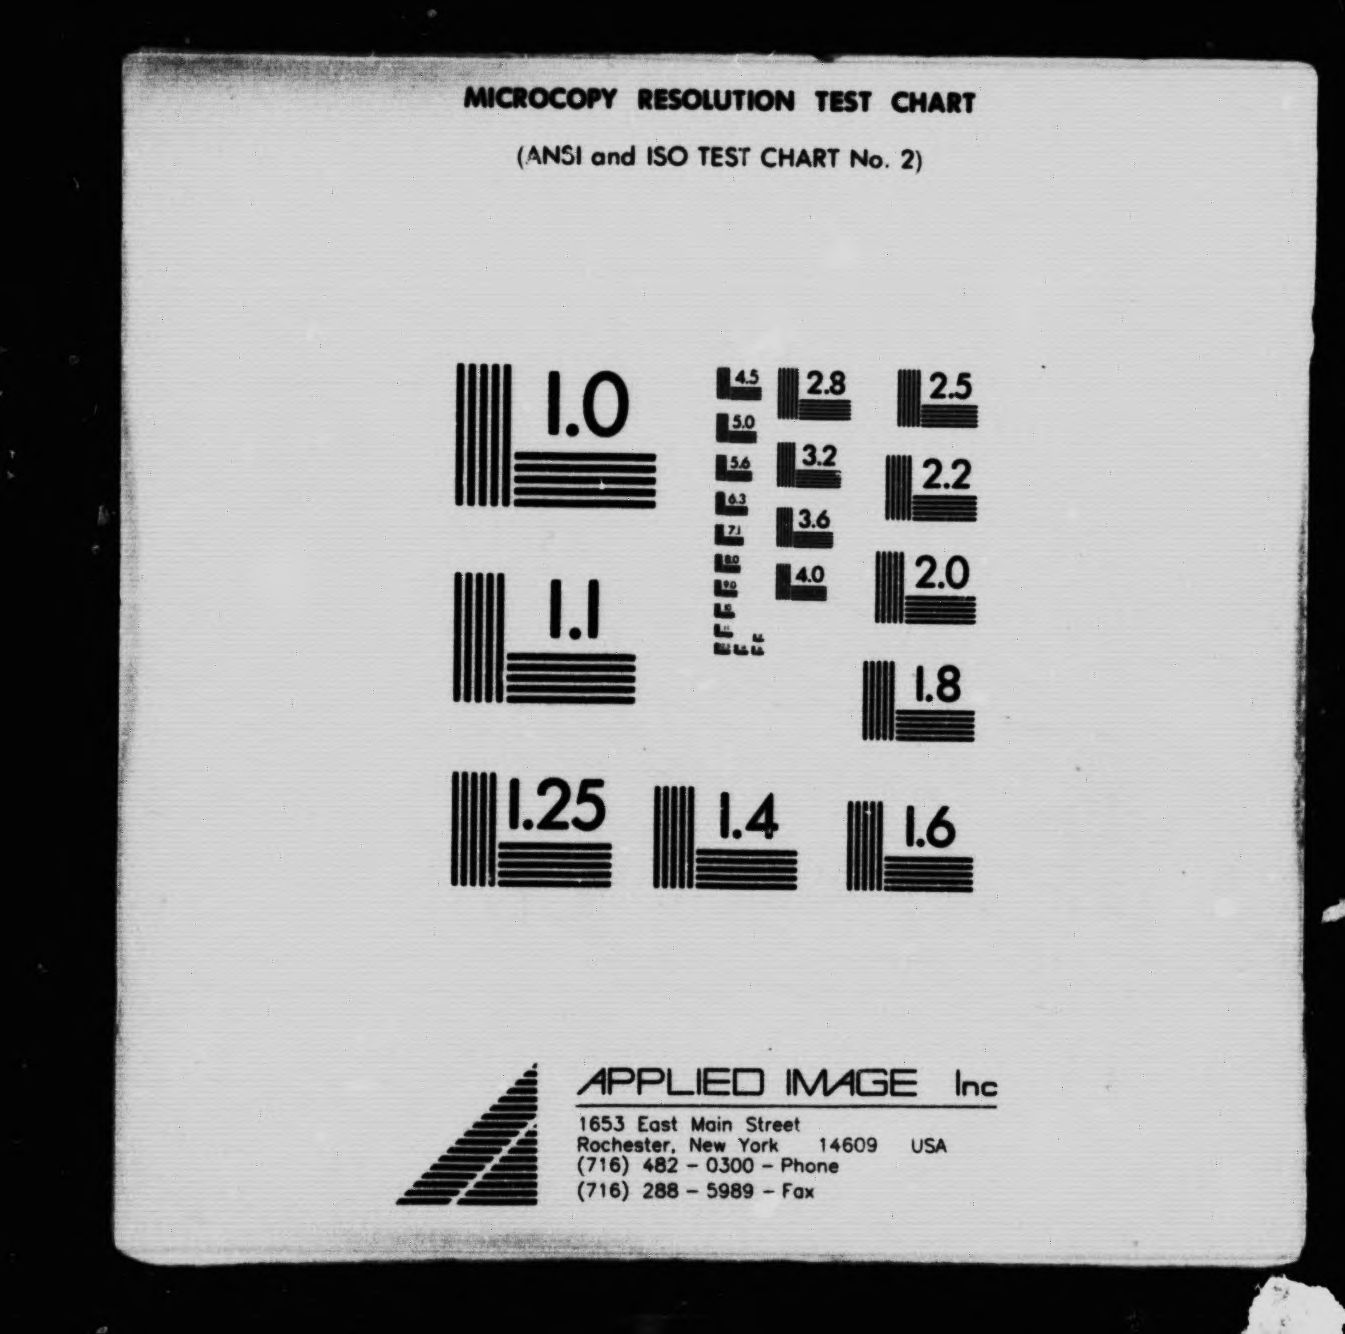 MICROCOPY RESOLUTION TEST CHART
(ANSI and ISO TEST CHART No. 2)
1.0
1.1
1.25
1.4
1.6
1.8
2.0
2.2
2.5
2.8
3.2
3.6
4.0
4.5
5.0
5.6
6.3
7.1
8.0
9.0
APPLIED IMAGE Inc
1653 East Main Street
Rochester, New York 14609 USA
(716) 482 - 0300 - Phone
(716) 288 - 5989 - Fax